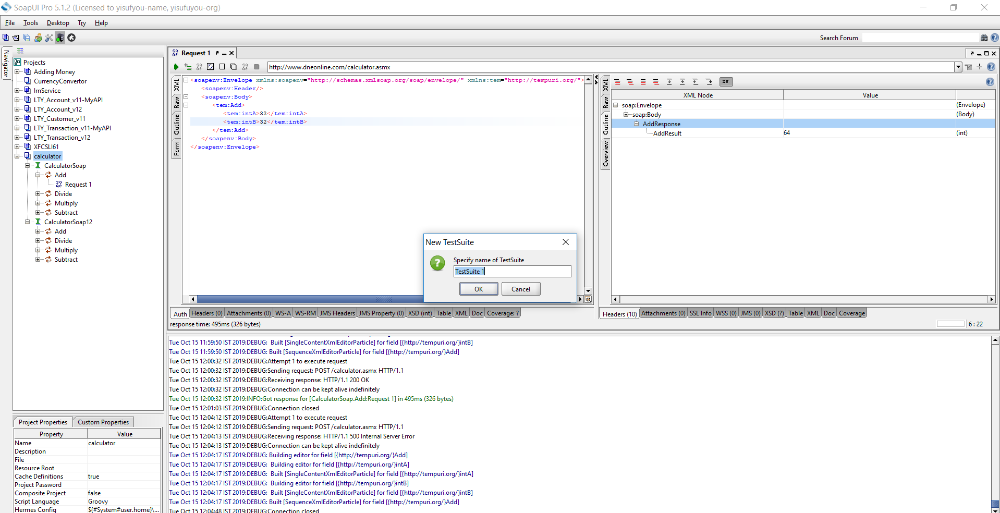 SoapUI Pro 5.1.2 (Licensed to yisufyou-name, yisufuyou-org)
File Tools Desktop Try Help
Search Forum
Navigator
Projects
Adding Money
CurrencyConvertor
IrnService
LTY_Account_v11-MyAPI
LTY_Account_v12
LTY_Customer_v11
LTY_Transaction_v11-MyAPI
LTY_Transaction_v12
XFCSLI61
calculator
CalculatorSoap
Add
Request 1
Divide
Multiply
Subtract
CalculatorSoap12
Add
Divide
Multiply
Subtract
Project Properties Custom Properties
Property Value
Name calculator
Description
File
Resource Root
Cache Definitions true
Project Password
Composite Project false
Script Language Groovy
Hermes Config ${#System#user.home}\...
Request 1
http://www.dneonline.com/calculator.asmx
XML
Raw
Outline
Form
<soapenv:Envelope xmlns:soapenv="http://schemas.xmlsoap.org/soap/envelope/" xmlns:tem="http://tempuri.org/">
<soapenv:Header/>
<soapenv:Body>
<tem:Add>
<tem:intA>32</tem:intA>
<tem:intB>32</tem:intB>
</tem:Add>
</soapenv:Body>
</soapenv:Envelope>
New TestSuite
Specify name of TestSuite
TestSuite 1
OK Cancel
Auth Headers (0) Attachments (0) WS-A WS-RM JMS Headers JMS Property (0) XSD (int) Table XML Doc Coverage: ?
response time: 495ms (326 bytes)
XML
Raw
Outline
Overview
XS:
XML Node Value
soap:Envelope (Envelope)
soap:Body (Body)
AddResponse
AddResult 64 (int)
Headers (10) Attachments (0) SSL Info WSS (0) JMS (0) XSD (?) Table XML Doc Coverage
6 : 22
Tue Oct 15 11:59:50 IST 2019:DEBUG: Built [SingleContentXmlEditorParticle] for field [{http://tempuri.org/}intB]
Tue Oct 15 11:59:50 IST 2019:DEBUG: Built [SequenceXmlEditorParticle] for field [{http://tempuri.org/}Add]
Tue Oct 15 12:00:32 IST 2019:DEBUG:Attempt 1 to execute request
Tue Oct 15 12:00:32 IST 2019:DEBUG:Sending request: POST /calculator.asmx HTTP/1.1
Tue Oct 15 12:00:32 IST 2019:DEBUG:Receiving response: HTTP/1.1 200 OK
Tue Oct 15 12:00:32 IST 2019:DEBUG:Connection can be kept alive indefinitely
Tue Oct 15 12:00:32 IST 2019:INFO:Got response for [CalculatorSoap.Add:Request 1] in 495ms (326 bytes)
Tue Oct 15 12:01:03 IST 2019:DEBUG:Connection closed
Tue Oct 15 12:04:12 IST 2019:DEBUG:Attempt 1 to execute request
Tue Oct 15 12:04:12 IST 2019:DEBUG:Sending request: POST /calculator.asmx HTTP/1.1
Tue Oct 15 12:04:13 IST 2019:DEBUG:Receiving response: HTTP/1.1 500 Internal Server Error
Tue Oct 15 12:04:13 IST 2019:DEBUG:Connection can be kept alive indefinitely
Tue Oct 15 12:04:17 IST 2019:DEBUG: Building editor for field [{http://tempuri.org/}Add]
Tue Oct 15 12:04:17 IST 2019:DEBUG: Building editor for field [{http://tempuri.org/}intA]
Tue Oct 15 12:04:17 IST 2019:DEBUG: Built [SingleContentXmlEditorParticle] for field [{http://tempuri.org/}intA]
Tue Oct 15 12:04:17 IST 2019:DEBUG: Building editor for field [{http://tempuri.org/}intB]
Tue Oct 15 12:04:17 IST 2019:DEBUG: Built [SingleContentXmlEditorParticle] for field [{http://tempuri.org/}intB]
Tue Oct 15 12:04:17 IST 2019:DEBUG: Built [SequenceXmlEditorParticle] for field [{http://tempuri.org/}Add]
Tue Oct 15 12:04:48 IST 2019:DEBUG:Connection closed